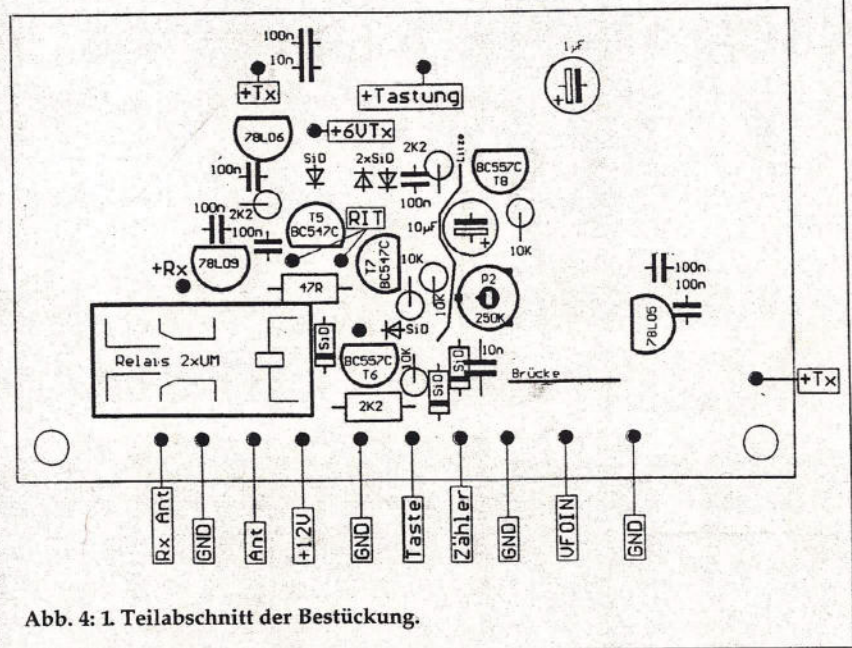 100n
10n
1µF
+
+Tx
+Tastung
78L06
+6VTx
SiD
2xSiD
2K2
Litze
BC557C
T8
100n
100n
2K2
100n
100n
T5
BC547C
RIT
10µF
+
10K
78L09
+Rx
47R
T7
BC547C
10K
10K
P2
250K
100n
100n
78L05
Relais 2xUM
SiD
SiD
BC557C
T6
10K
SiD
10n
SiD
Brücke
2K2
+Tx
Rx Ant
GND
Ant
+12V
GND
Taste
Zähler
GND
VFOIN
GND
Abb. 4: 1. Teilabschnitt der Bestückung.